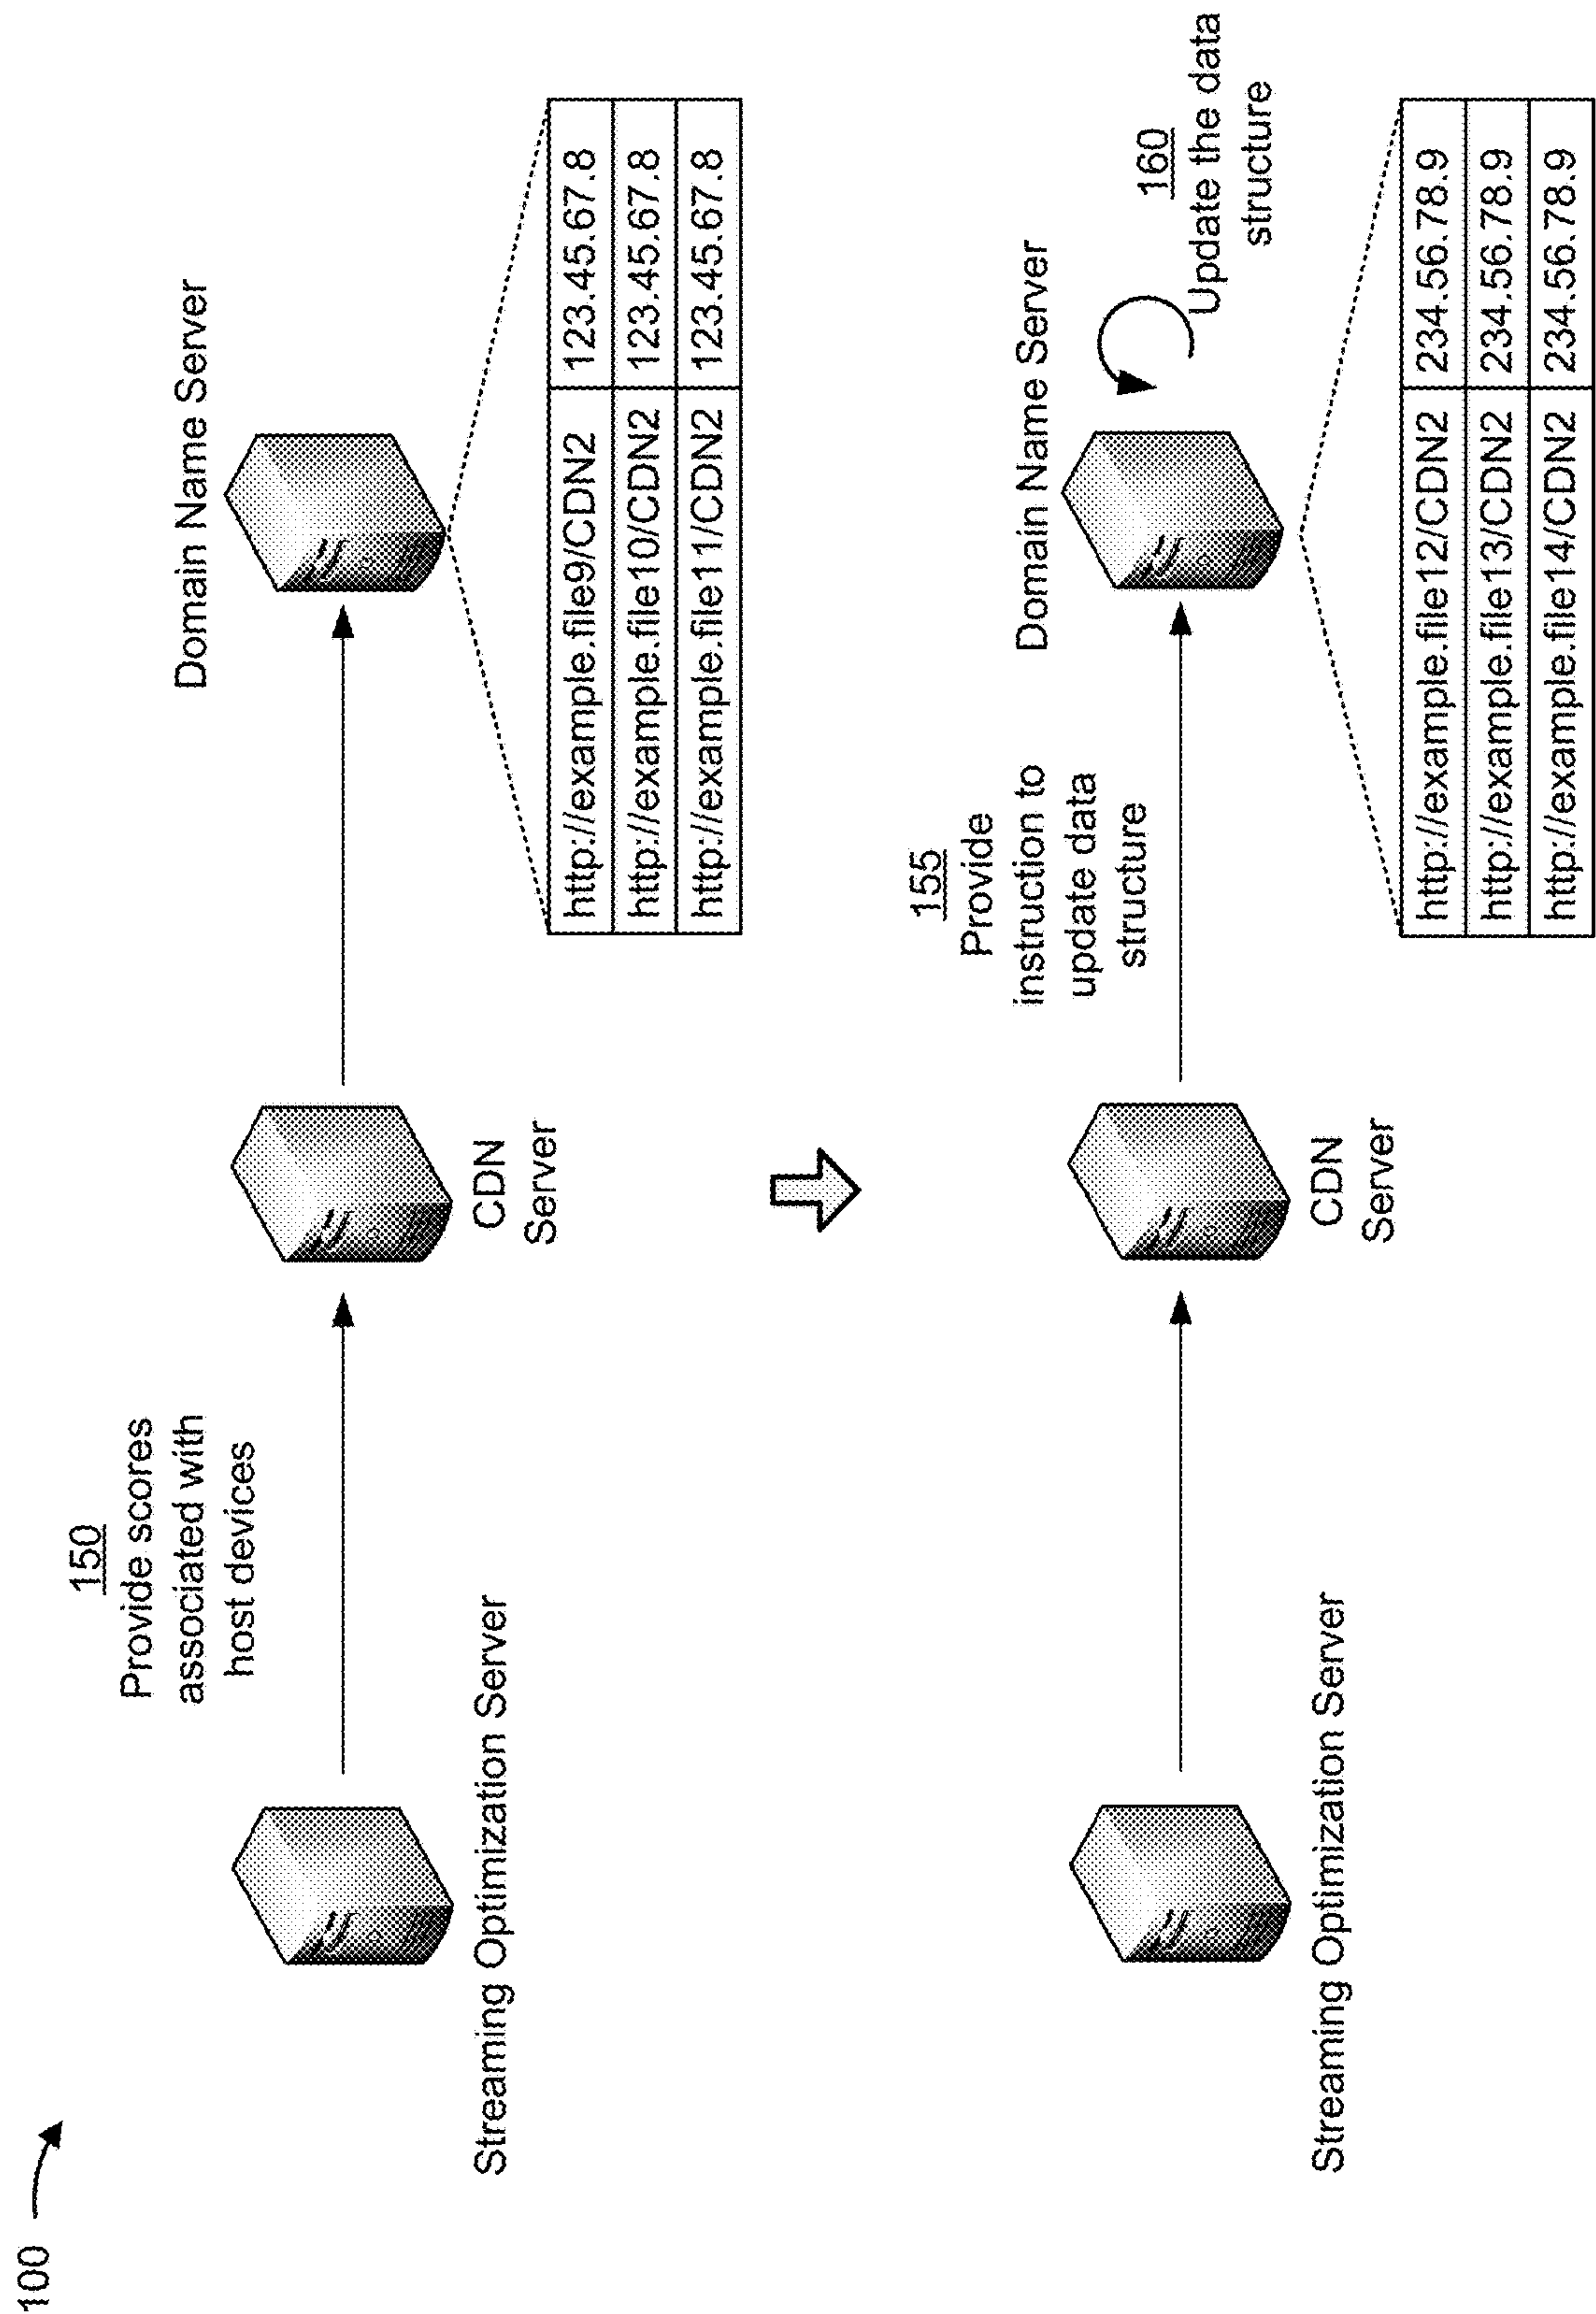 100
150
Provide scores
associated with
host devices
Streaming Optimization Server
CDN
Server
Domain Name Server
http://example.file9/CDN2 123.45.67.8
http://example.file10/CDN2 123.45.67.8
http://example.file11/CDN2 123.45.67.8
155
Provide
instruction to
update data
structure
Streaming Optimization Server
CDN
Server
Domain Name Server
160
Update the data
structure
http://example.file12/CDN2 234.56.78.9
http://example.file13/CDN2 234.56.78.9
http://example.file14/CDN2 234.56.78.9